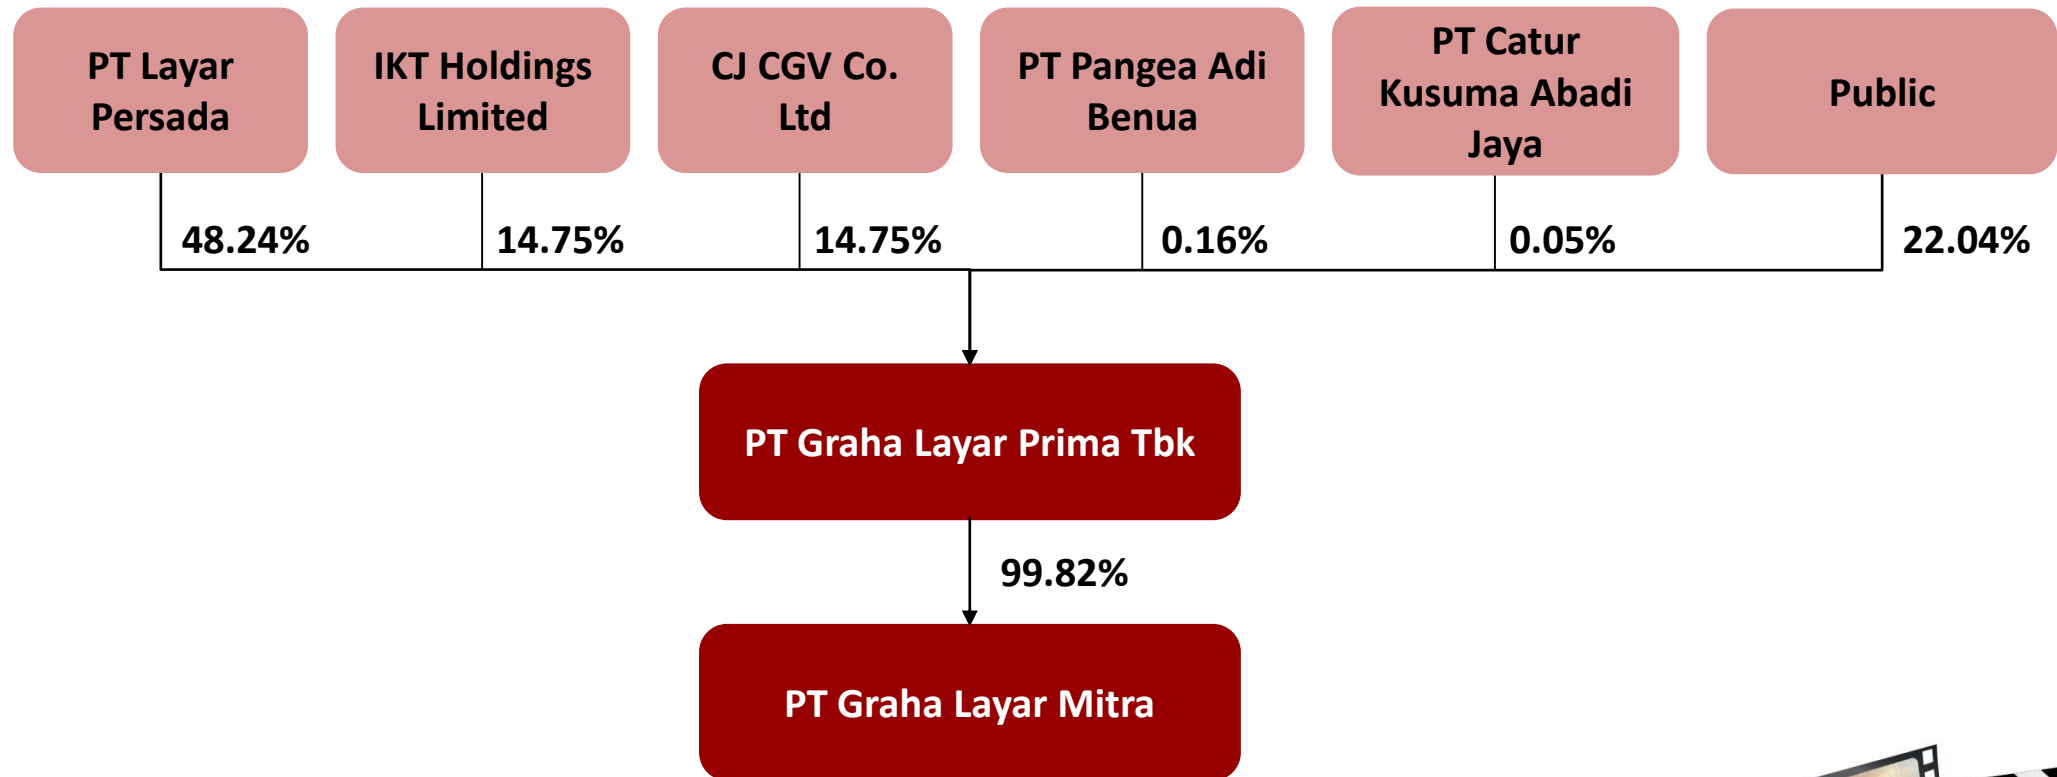 PT Layar
Persada
IKT Holdings
Limited
CJ CGV Co.
Ltd
PT Pangea Adi
Benua
PT Catur
Kusuma Abadi
Jaya
Public
48.24%
14.75%
14.75%
0.16%
0.05%
22.04%
PT Graha Layar Prima Tbk
99.82%
PT Graha Layar Mitra